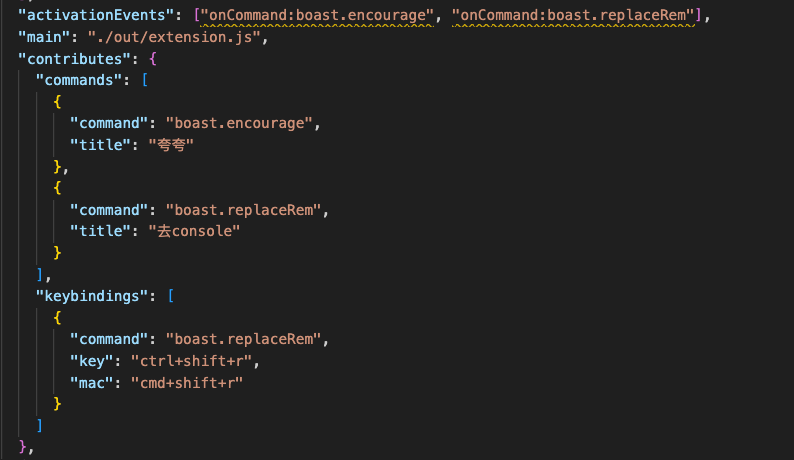 "activationEvents": ["onCommand:boast.encourage", "onCommand:boast.replaceRem"],
"main": "./out/extension.js",
"contributes": {
"commands": [
{
"command": "boast.encourage",
"title": "夸夸"
},
{
"command": "boast.replaceRem",
"title": "去console"
}
],
"keybindings": [
{
"command": "boast.replaceRem",
"key": "ctrl+shift+r",
"mac": "cmd+shift+r"
}
]
},